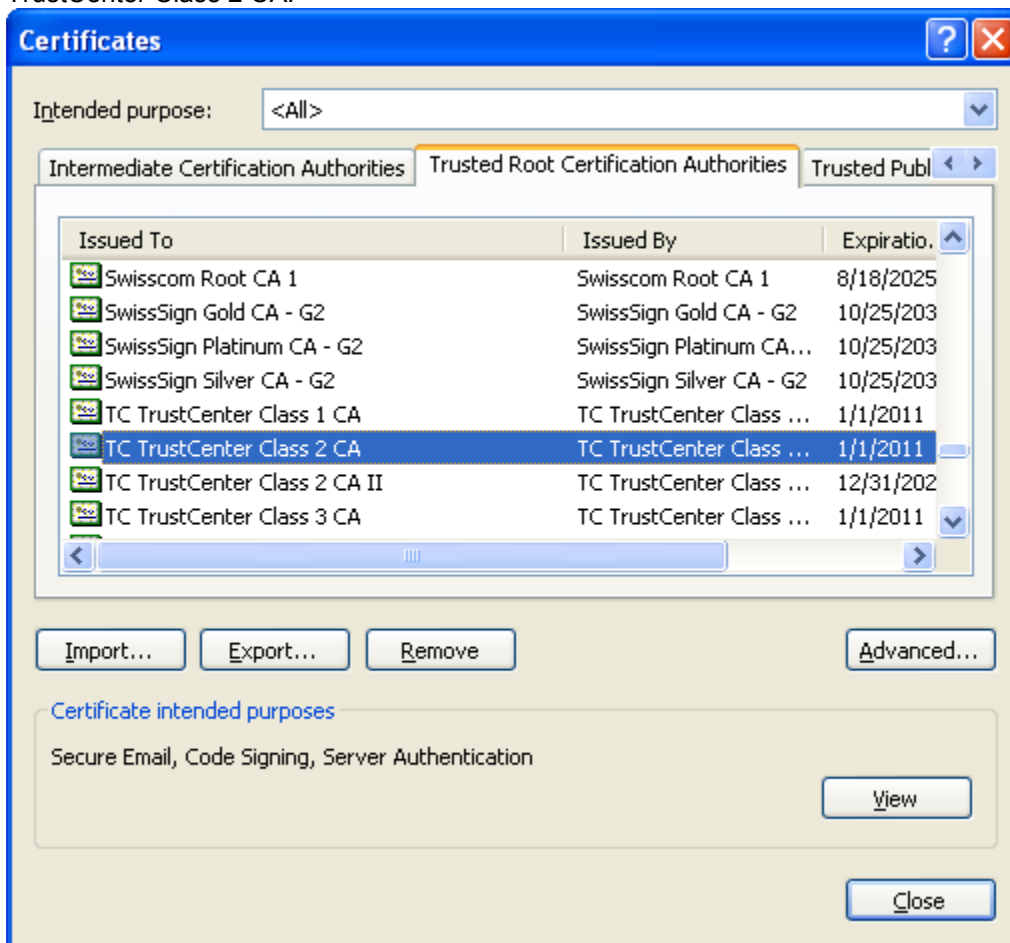 TrustCenter Class 2 CA.
Certificates
Intended purpose: <All>
Intermediate Certification Authorities Trusted Root Certification Authorities Trusted Publ
Issued To Issued By Expiratio.
Swisscom Root CA 1 Swisscom Root CA 1 8/18/2025
SwissSign Gold CA - G2 SwissSign Gold CA - G2 10/25/203
SwissSign Platinum CA - G2 SwissSign Platinum CA... 10/25/203
SwissSign Silver CA - G2 SwissSign Silver CA - G2 10/25/203
TC TrustCenter Class 1 CA TC TrustCenter Class ... 1/1/2011
TC TrustCenter Class 2 CA TC TrustCenter Class ... 1/1/2011
TC TrustCenter Class 2 CA II TC TrustCenter Class ... 12/31/202
TC TrustCenter Class 3 CA TC TrustCenter Class ... 1/1/2011
Import... Export... Remove Advanced...
Certificate intended purposes
Secure Email, Code Signing, Server Authentication
View
Close